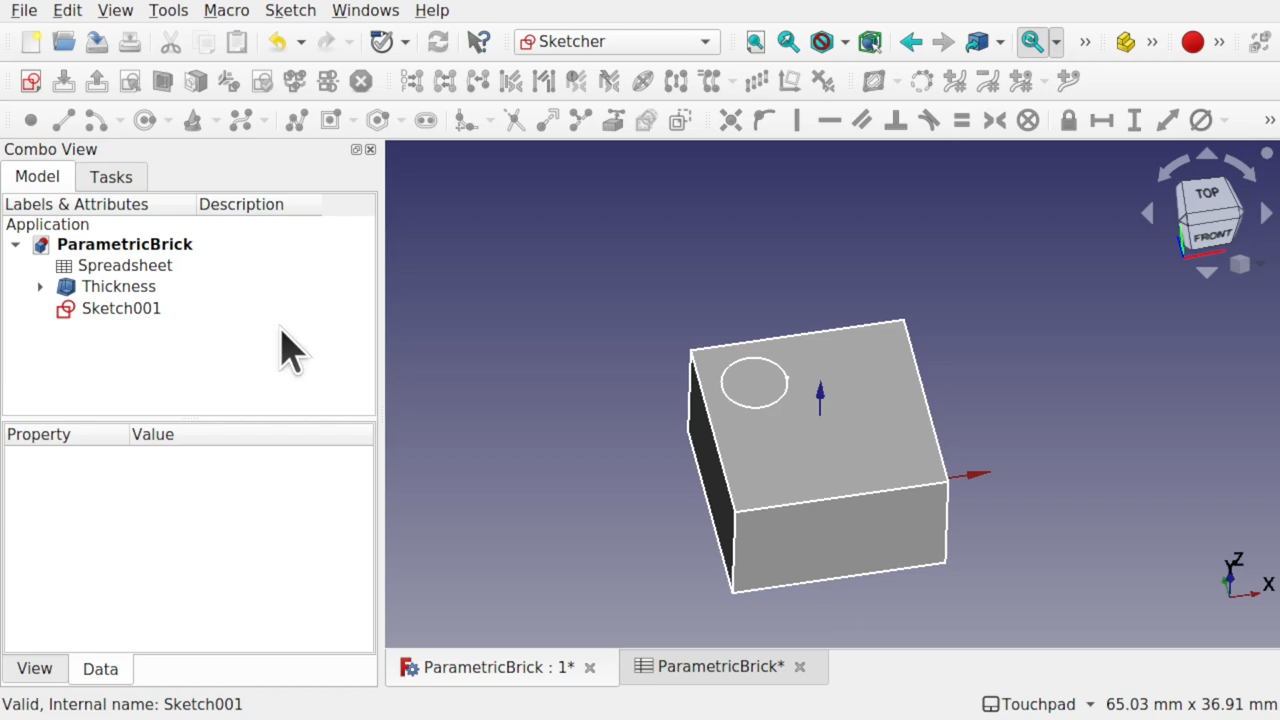 File Edit View Tools Macro Sketch Windows Help
Sketcher
Combo View
Model Tasks
Labels & Attributes Description
Application
ParametricBrick
Spreadsheet
Thickness
Sketch001
Property Value
View Data
TOP
FRONT
Z
Y
X
ParametricBrick : 1*
ParametricBrick*
Valid, Internal name: Sketch001
Touchpad 65.03 mm x 36.91 mm